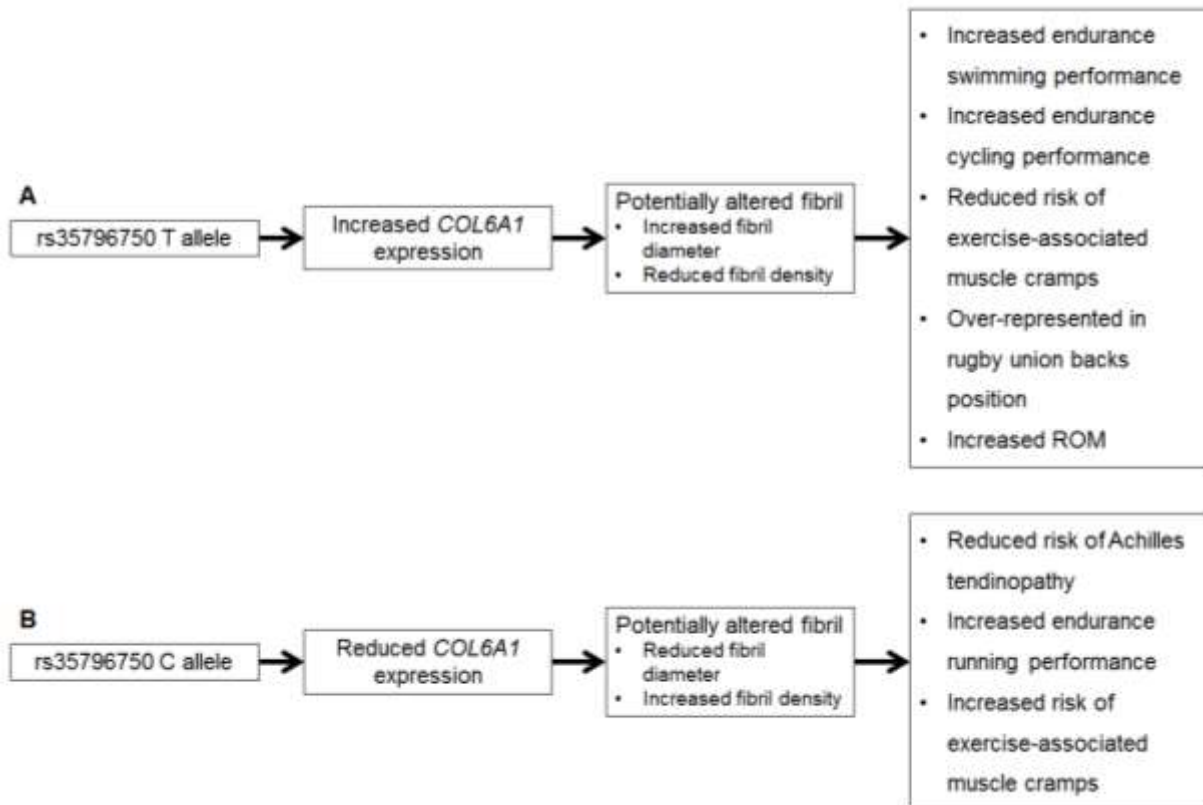 A
rs35796750 T allele
Increased COL6A1
expression
Potentially altered fibril
• Increased fibril
diameter
• Reduced fibril density
• Increased endurance
swimming performance
• Increased endurance
cycling performance
• Reduced risk of
exercise-associated
muscle cramps
• Over-represented in
rugby union backs
position
• Increased ROM
B
rs35796750 C allele
Reduced COL6A1
expression
Potentially altered fibril
• Reduced fibril
diameter
• Increased fibril density
• Reduced risk of Achilles
tendinopathy
• Increased endurance
running performance
• Increased risk of
exercise-associated
muscle cramps